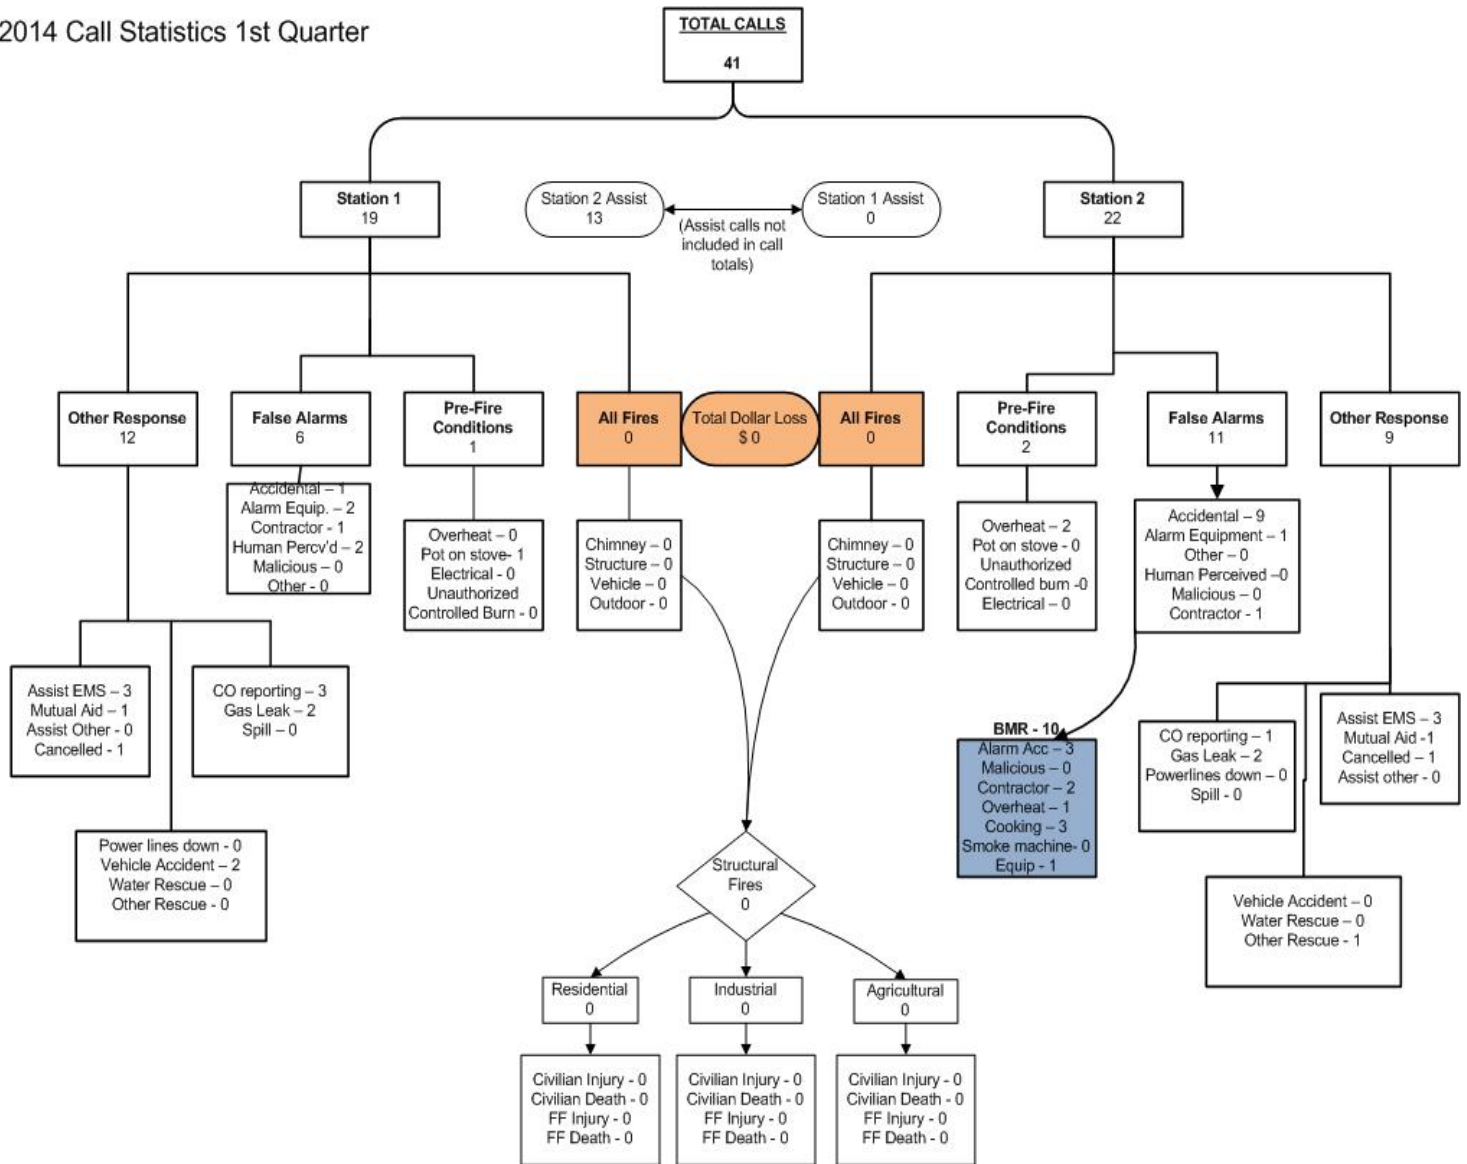 2014 Call Statistics 1st Quarter
TOTAL CALLS
41
Station 1
19
Station 2 Assist
13
(Assist calls not
included in call
totals)
Station 1 Assist
0
Station 2
22
Other Response
12
False Alarms
6
Pre-Fire
Conditions
1
All Fires
0
Total Dollar Loss
$ 0
All Fires
0
Pre-Fire
Conditions
2
False Alarms
11
Other Response
9
Accidental – 1
Alarm Equip. – 2
Contractor - 1
Human Percv'd – 2
Malicious – 0
Other – 0
Overheat – 0
Pot on stove- 1
Electrical - 0
Unauthorized
Controlled Burn - 0
Chimney – 0
Structure – 0
Vehicle – 0
Outdoor - 0
Chimney – 0
Structure – 0
Vehicle – 0
Outdoor - 0
Overheat – 2
Pot on stove - 0
Unauthorized
Controlled burn -0
Electrical – 0
Accidental – 9
Alarm Equipment – 1
Other – 0
Human Perceived –0
Malicious – 0
Contractor - 1
Assist EMS – 3
Mutual Aid – 1
Assist Other - 0
Cancelled - 1
CO reporting – 3
Gas Leak – 2
Spill – 0
Power lines down - 0
Vehicle Accident – 2
Water Rescue – 0
Other Rescue - 0
BMR - 10
Alarm Acc – 3
Malicious – 0
Contractor – 2
Overheat – 1
Cooking – 3
Smoke machine- 0
Equip - 1
CO reporting – 1
Gas Leak – 2
Powerlines down – 0
Spill - 0
Assist EMS – 3
Mutual Aid -1
Cancelled – 1
Assist other - 0
Vehicle Accident – 0
Water Rescue – 0
Other Rescue - 1
Structural
Fires
0
Residential
0
Industrial
0
Agricultural
0
Civilian Injury - 0
Civilian Death - 0
FF Injury - 0
FF Death - 0
Civilian Injury - 0
Civilian Death - 0
FF Injury - 0
FF Death - 0
Civilian Injury - 0
Civilian Death - 0
FF Injury - 0
FF Death - 0